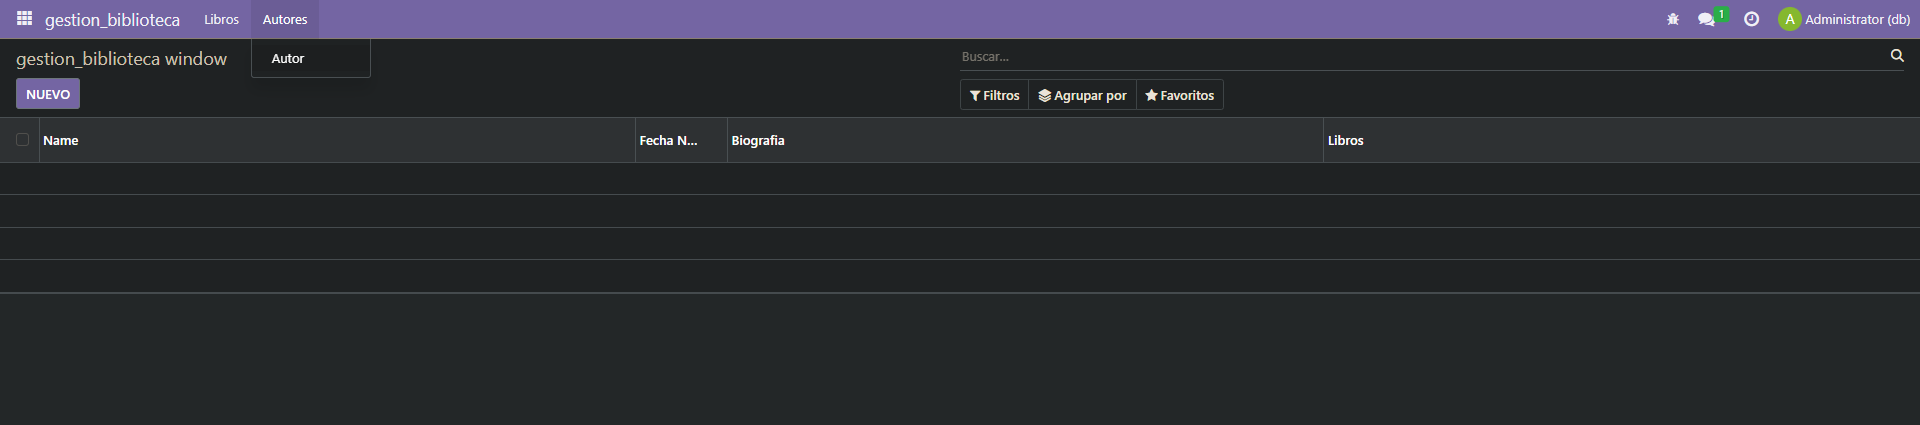 gestion_biblioteca Libros Autores 1 A Administrator (db)
gestion_biblioteca window Autor Buscar...
NUEVO Filtros Agrupar por Favoritos
Name Fecha N... Biografia Libros